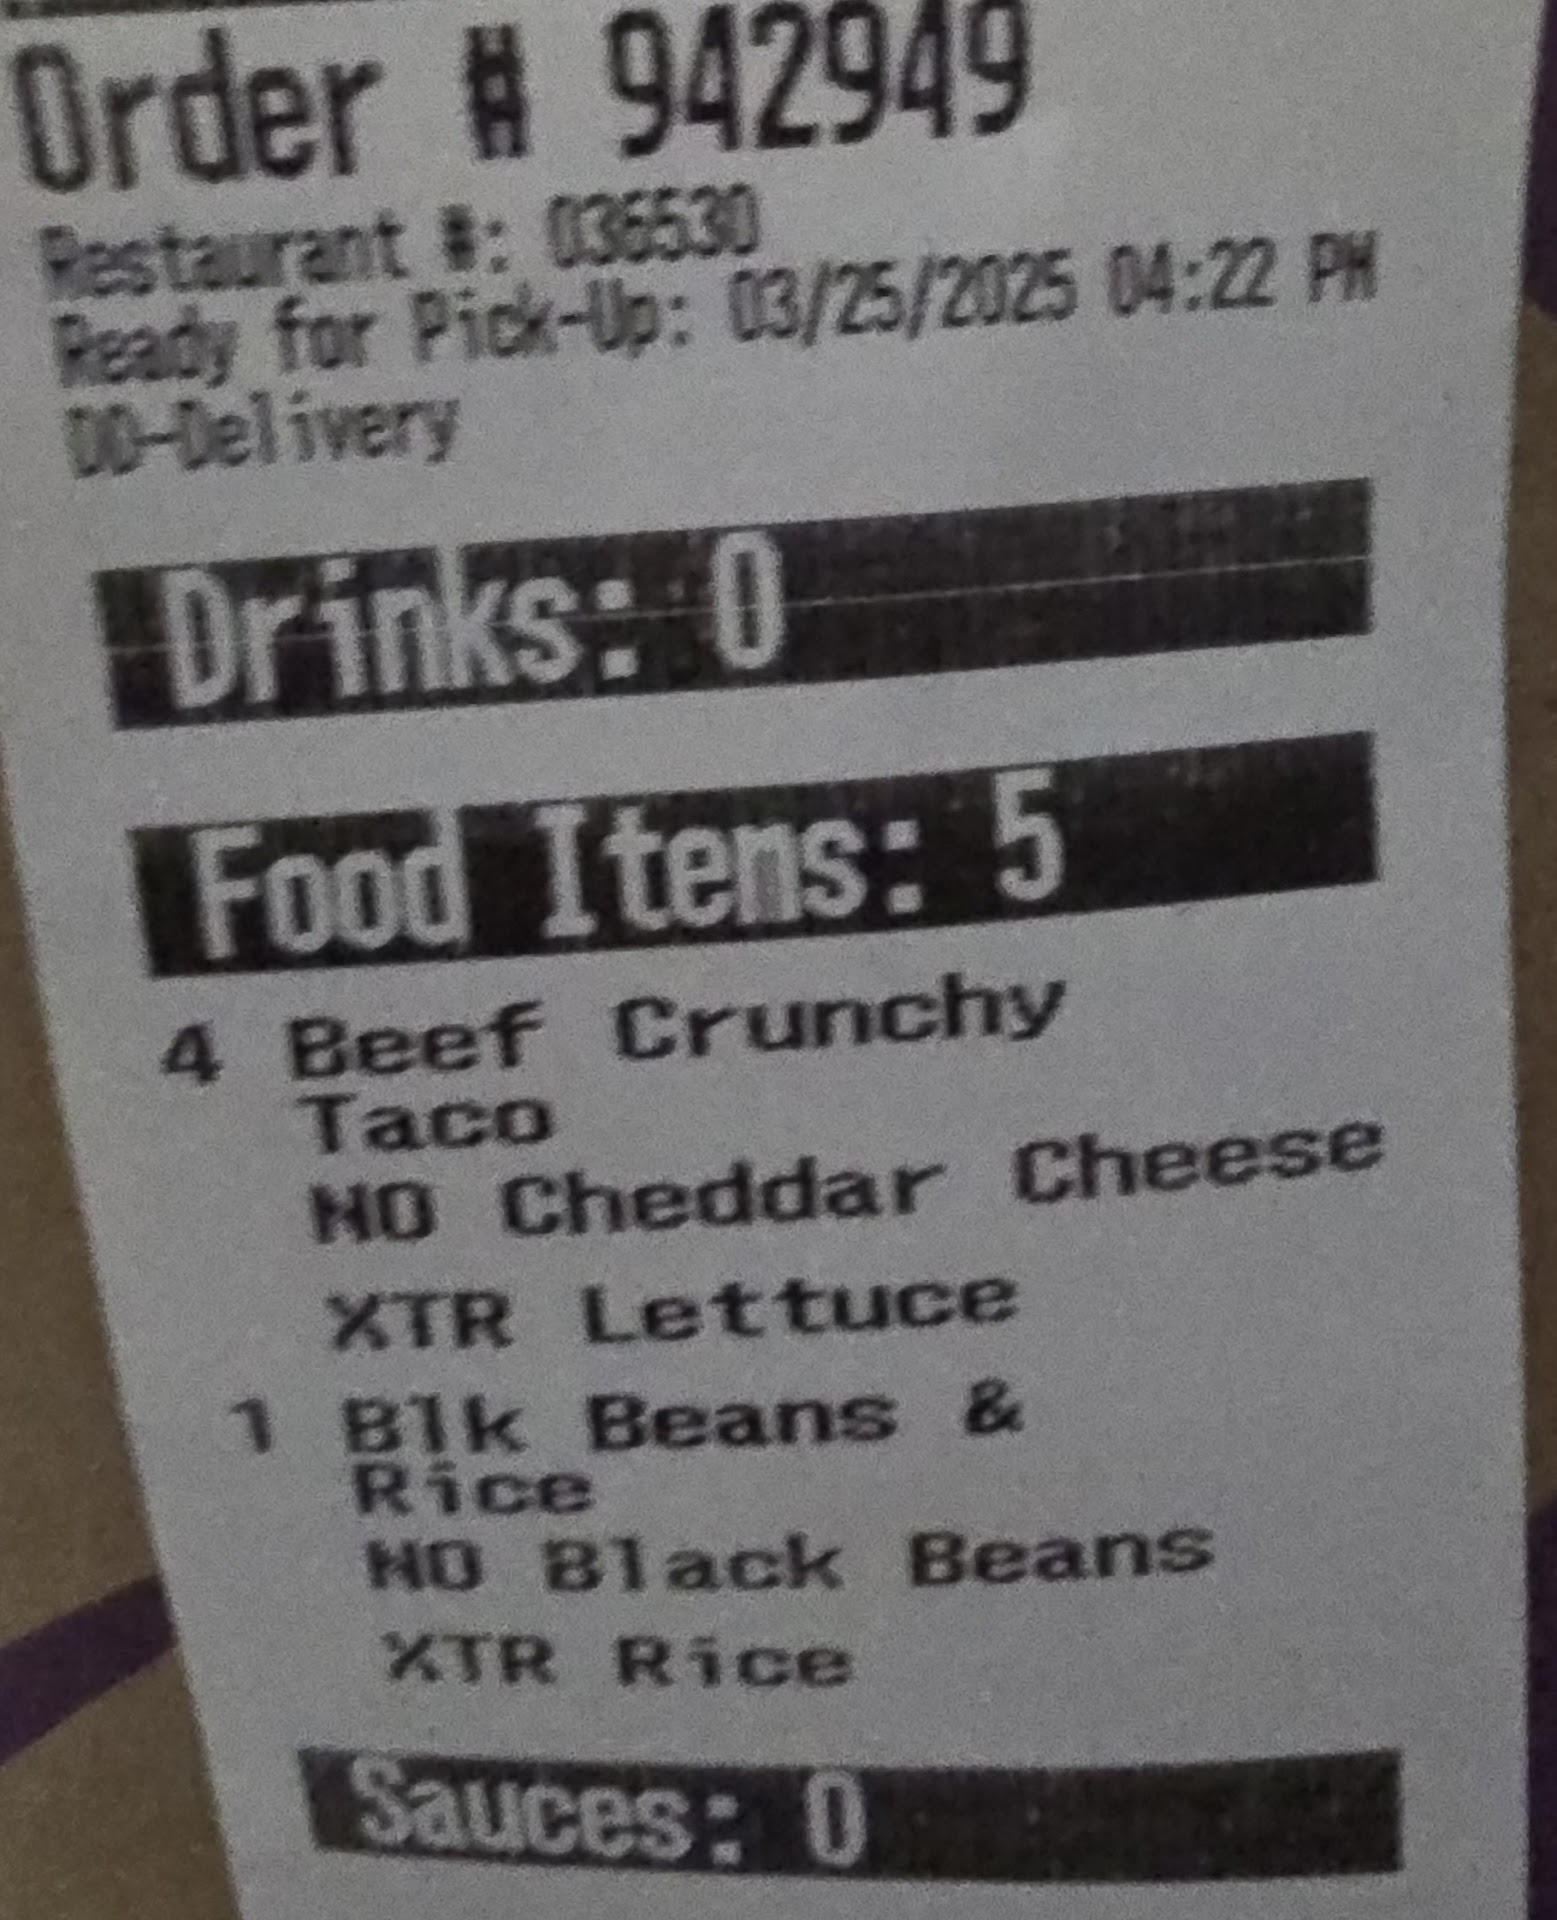 Order # 942949
Restaurant #: 036530
Ready for Pick-Up: 03/25/2025 04:22 PM
DD-Delivery
Drinks: 0
Food Items: 5
4 Beef Crunchy
Taco
NO Cheddar Cheese
XTR Lettuce
1 Blk Beans &
Rice
NO Black Beans
XTR Rice
Sauces: 0